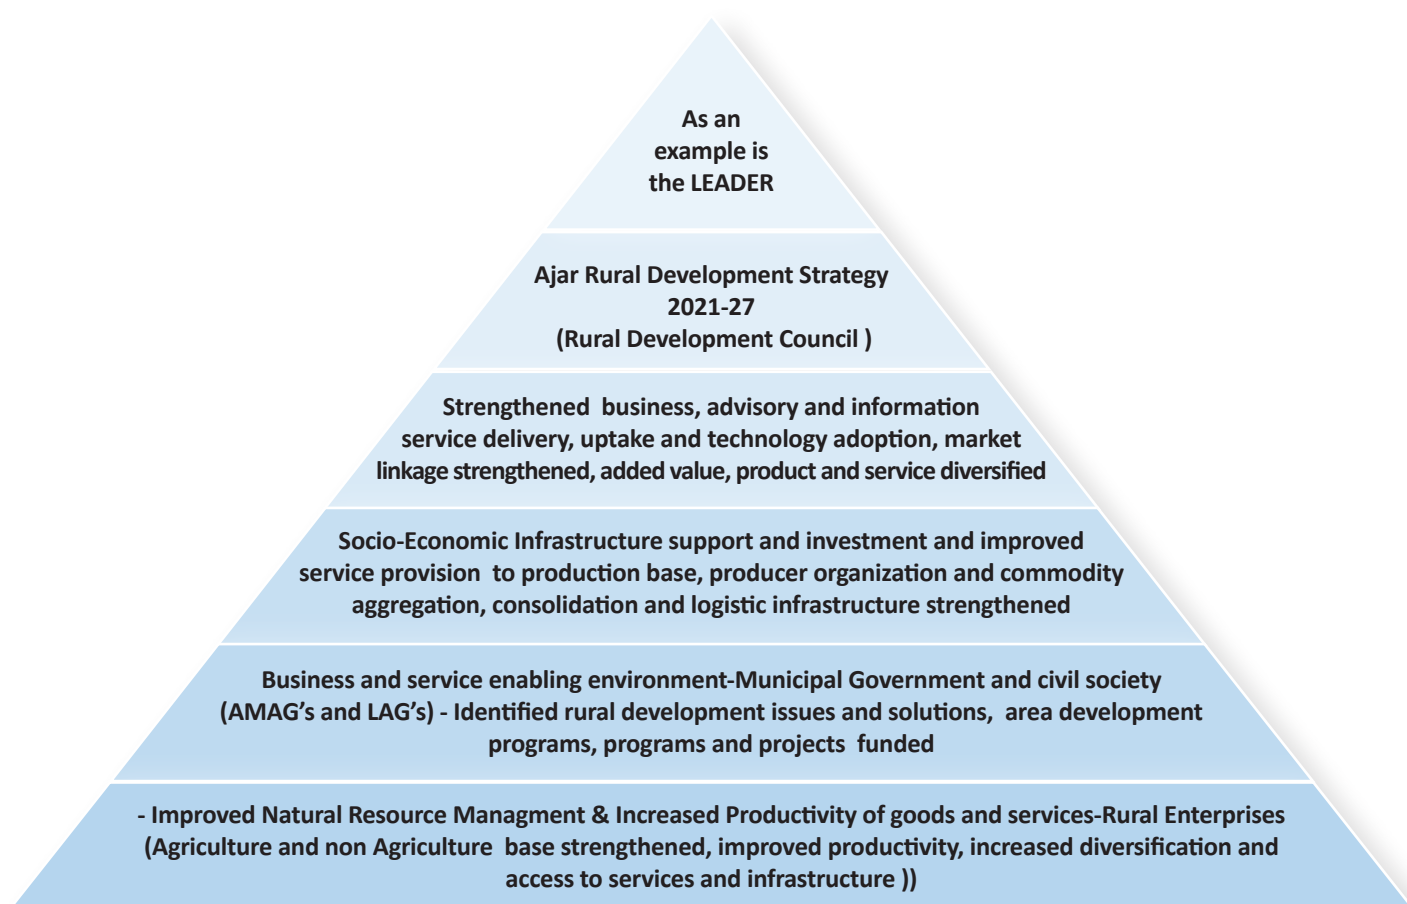 As an
example is
the LEADER
Ajar Rural Development Strategy
2021-27
(Rural Development Council )
Strengthened  business, advisory and information
service delivery, uptake and technology adoption, market
linkage strengthened, added value, product and service diversified
Socio-Economic Infrastructure support and investment and improved
service provision  to production base, producer organization and commodity
aggregation, consolidation and logistic infrastructure strengthened
Business and service enabling environment-Municipal Government and civil society
(AMAG’s and LAG’s) - Identified rural development issues and solutions,  area development
programs, programs and projects  funded
- Improved Natural Resource Managment & Increased Productivity of goods and services-Rural Enterprises
(Agriculture and non Agriculture  base strengthened, improved productivity, increased diversification and
access to services and infrastructure ))